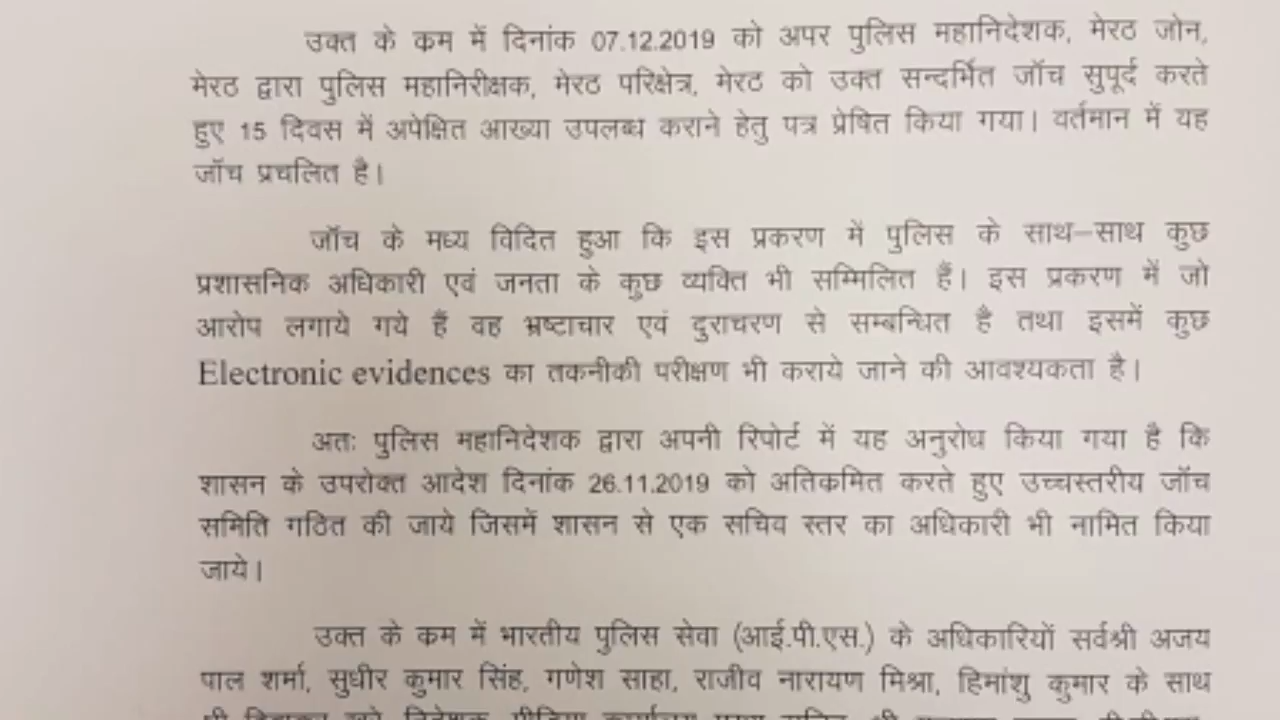 उक्त के कम में दिनांक 07.12.2019 को अपर पुलिस महानिदेशक, मेरठ जोन,
मेरठ द्वारा पुलिस महानिरीक्षक, मेरठ परिक्षेत्र, मेरठ को उक्त सन्दर्भित जॉच सुपूर्द करते
हुए 15 दिवस में अपेक्षित आख्या उपलब्ध कराने हेतु पत्र प्रेषित किया गया। वर्तमान में यह
जॉच प्रचलित है।
जॉच के मध्य विदित हुआ कि इस प्रकरण में पुलिस के साथ–साथ कुछ
प्रशासनिक अधिकारी एवं जनता के कुछ व्यक्ति भी सम्मिलित हैं। इस प्रकरण में जो
आरोप लगाये गये हैं वह भ्रष्टाचार एवं दुराचरण से सम्बन्धित है तथा इसमें कुछ
Electronic evidences का तकनीकी परीक्षण भी कराये जाने की आवश्यकता है।
अतः पुलिस महानिदेशक द्वारा अपनी रिपोर्ट में यह अनुरोध किया गया है कि
शासन के उपरोक्त आदेश दिनांक 26.11.2019 को अतिकमित करते हुए उच्चस्तरीय जॉच
समिति गठित की जाये जिसमें शासन से एक सचिव स्तर का अधिकारी भी नामित किया
जाये।
उक्त के कम में भारतीय पुलिस सेवा (आई.पी.एस.) के अधिकारियों सर्वश्री अजय
पाल शर्मा, सुधीर कुमार सिंह, गणेश साहा, राजीव नारायण मिश्रा, हिमांशु कुमार के साथ